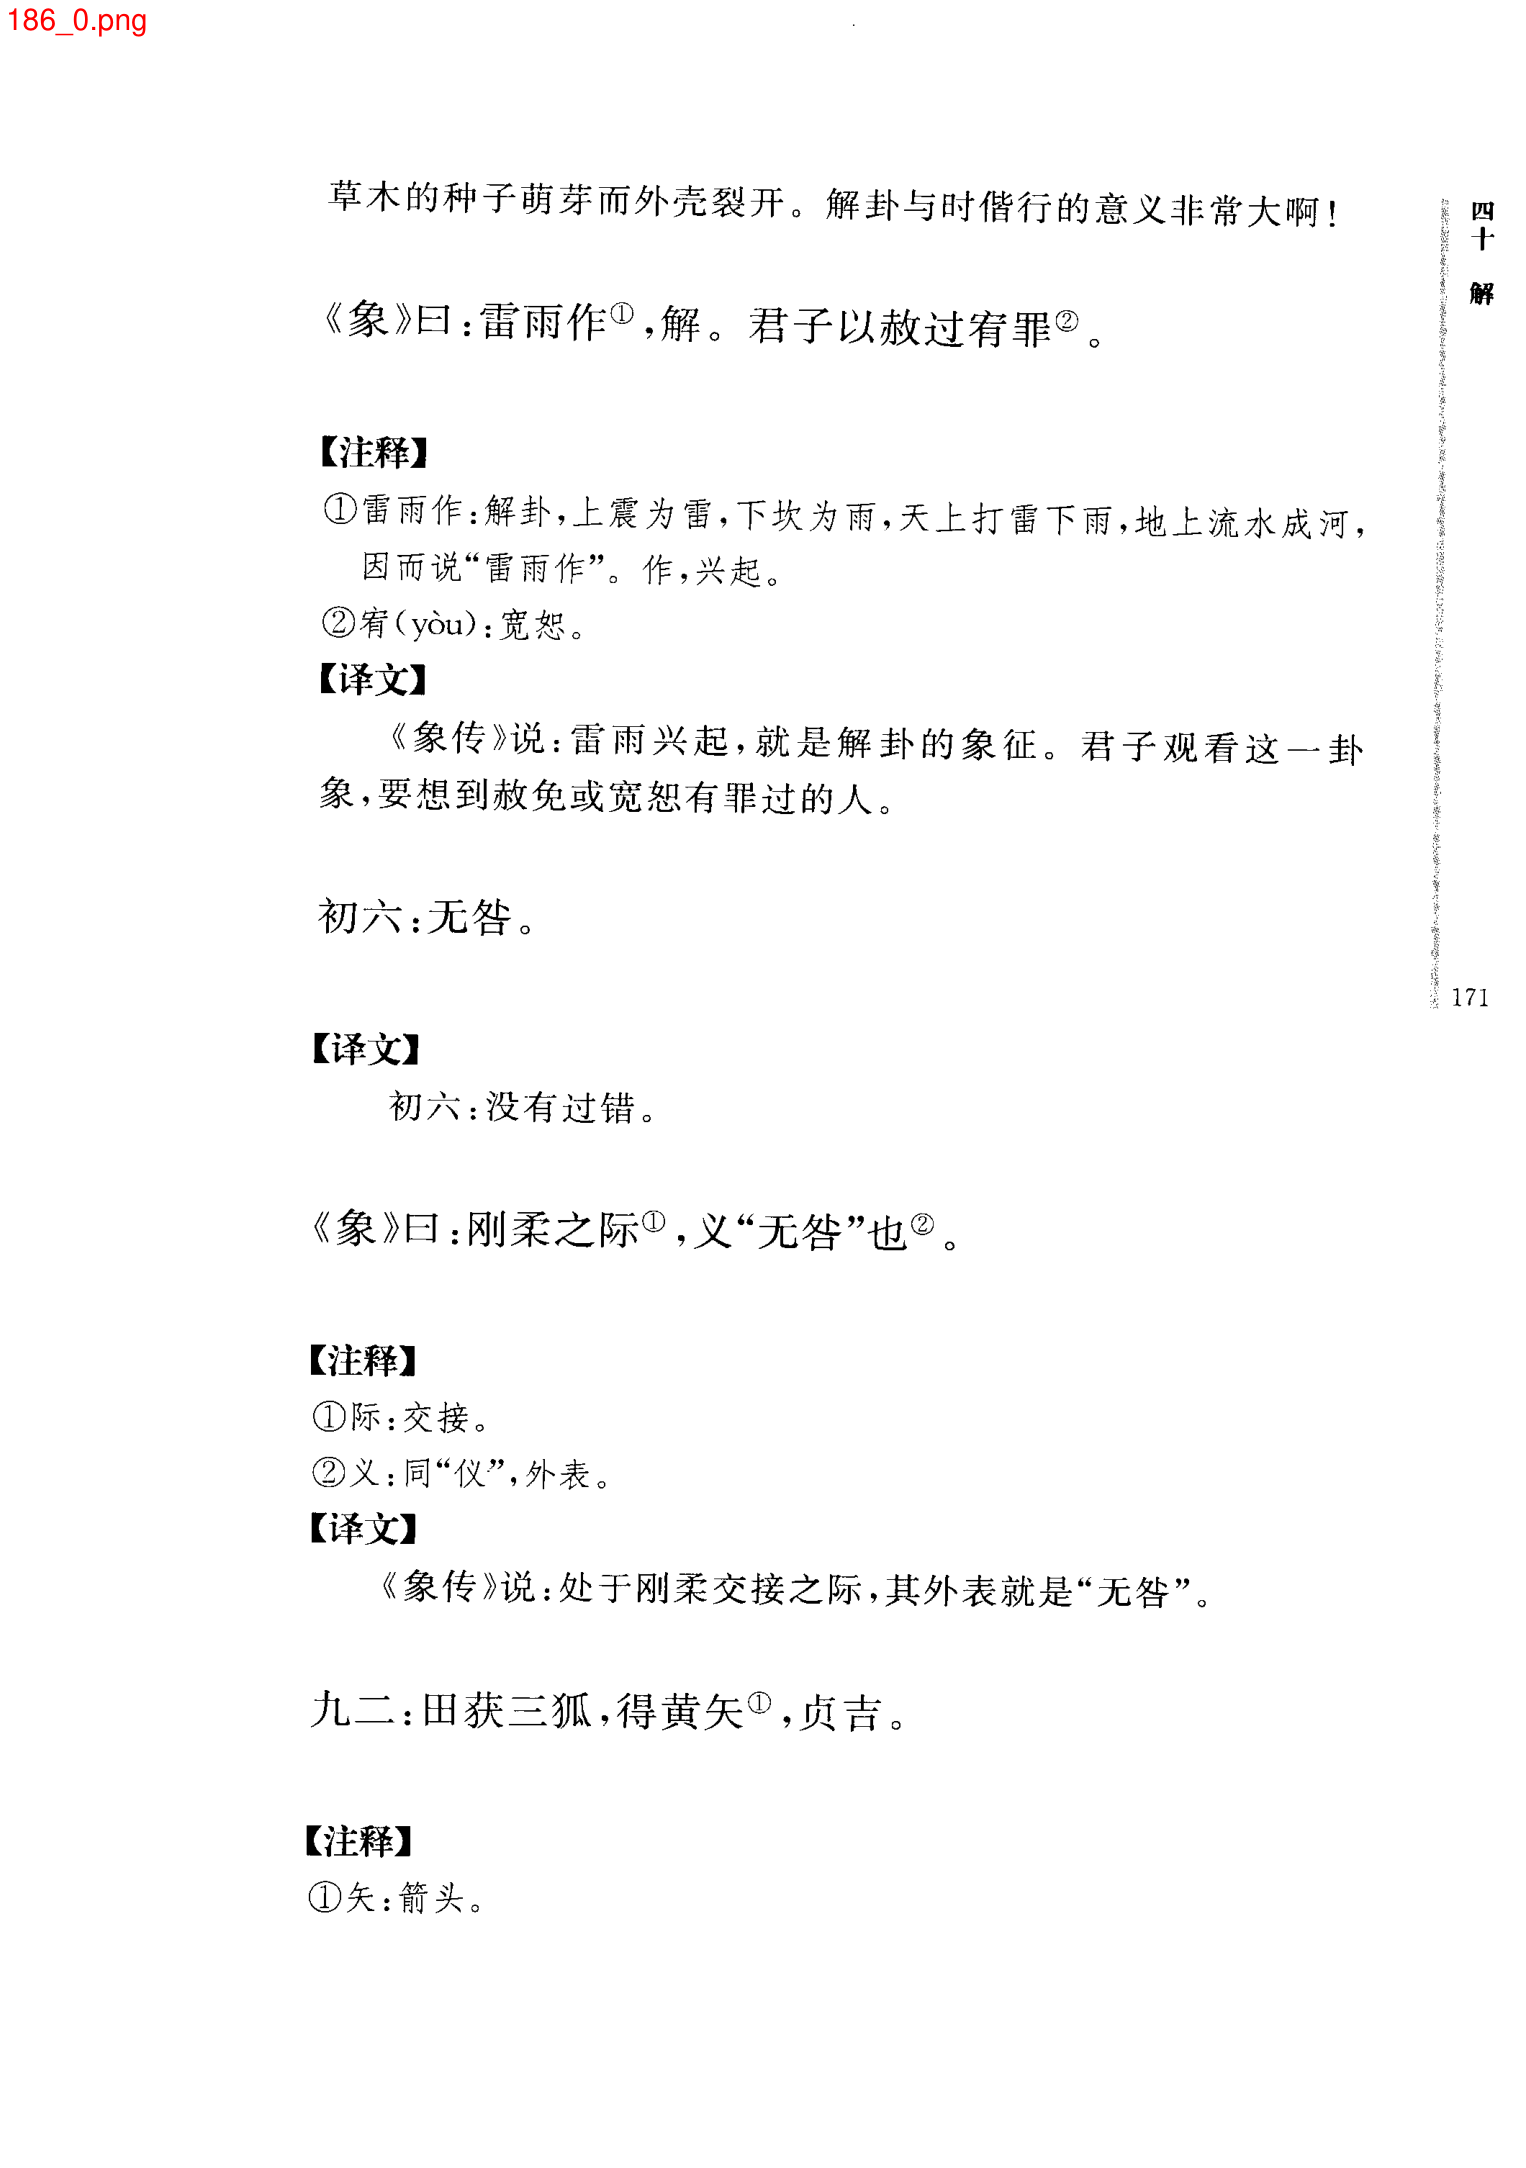 186_0.png
草木的种子萌芽而外壳裂开。解卦与时偕行的意义非常大啊！
《象》曰：雷雨作①，解。君子以赦过宥罪②。
【注释】
①雷雨作：解卦，上震为雷，下坎为雨，天上打雷下雨，地上流水成河，
因而说“雷雨作”。作，兴起。
②宥（yòu）：宽恕。
【译文】
《象传》说：雷雨兴起，就是解卦的象征。君子观看这一卦
象，要想到赦免或宽恕有罪过的人。
初六：无咎。
【译文】
初六：没有过错。
《象》曰：刚柔之际①，义“无咎”也②。
【注释】
①际：交接。
②义：同“仪”，外表。
【译文】
《象传》说：处于刚柔交接之际，其外表就是“无咎”。
九二：田获三狐，得黄矢①，贞吉。
【注释】
①矢：箭头。
四十 解
171